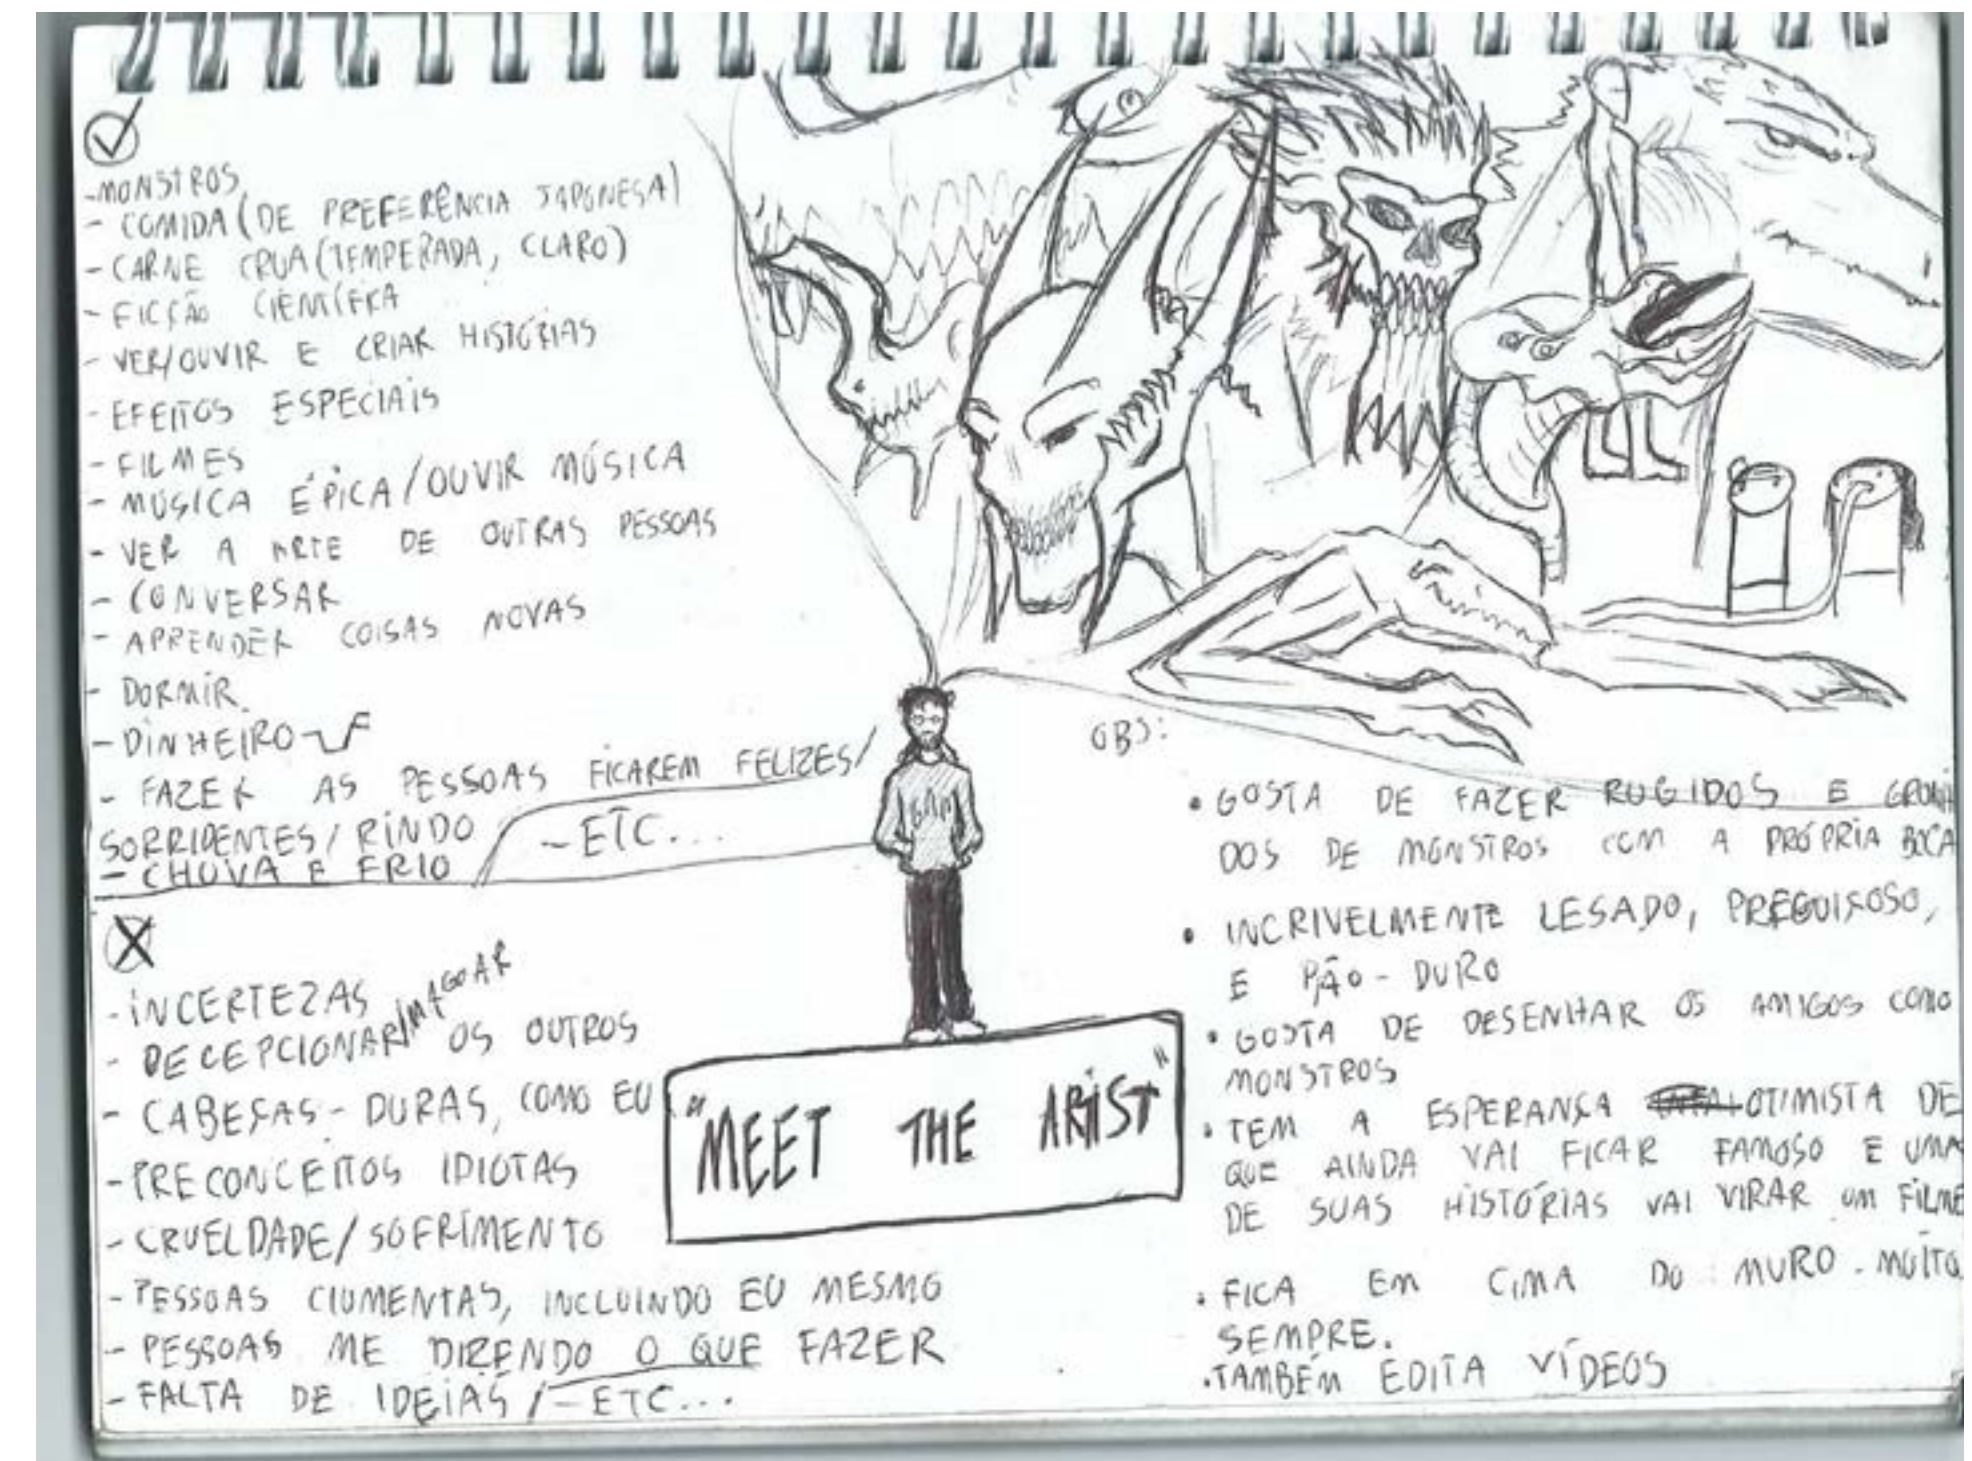 -MONSTROS
- COMIDA (DE PREFERÊNCIA JAPONESA)
- CARNE CRUA (TEMPERADA, CLARO)
- FICÇÃO CIENTÍFICA
- VER/OUVIR E CRIAR HISTÓRIAS
- EFEITOS ESPECIAIS
- FILMES
- MÚSICA ÉPICA/OUVIR MÚSICA
- VER A ARTE DE OUTRAS PESSOAS
- CONVERSAR
- APRENDER COISAS NOVAS
- DORMIR.
- DINHEIRO
- FAZER AS PESSOAS FICAREM FELIZES/
SORRIDENTES/RINDO
- CHUVA E FRIO
- ETC...
- INCERTEZAS
- DECEPCIONAR/MAGOAR OS OUTROS
- CABEÇAS-DURAS, COMO EU
- PRECONCEITOS IDIOTAS
- CRUELDADE/SOFRIMENTO
- PESSOAS CIUMENTAS, INCLUINDO EU MESMO
- PESSOAS ME DIZENDO O QUE FAZER
- FALTA DE IDEIAS/- ETC...
"MEET THE ARTIST"
OBS:
• GOSTA DE FAZER RUGIDOS E GRUNI
DOS DE MONSTROS COM A PRÓPRIA BOCA
• INCRIVELMENTE LESADO, PREGUIÇOSO,
E PÃO-DURO
• GOSTA DE DESENHAR OS AMIGOS COMO
MONSTROS
• TEM A ESPERANÇA OTIMISTA DE
QUE AINDA VAI FICAR FAMOSO E UMA
DE SUAS HISTÓRIAS VAI VIRAR UM FILME
• FICA EM CIMA DO MURO. MUITO.
SEMPRE.
• TAMBÉM EDITA VÍDEOS